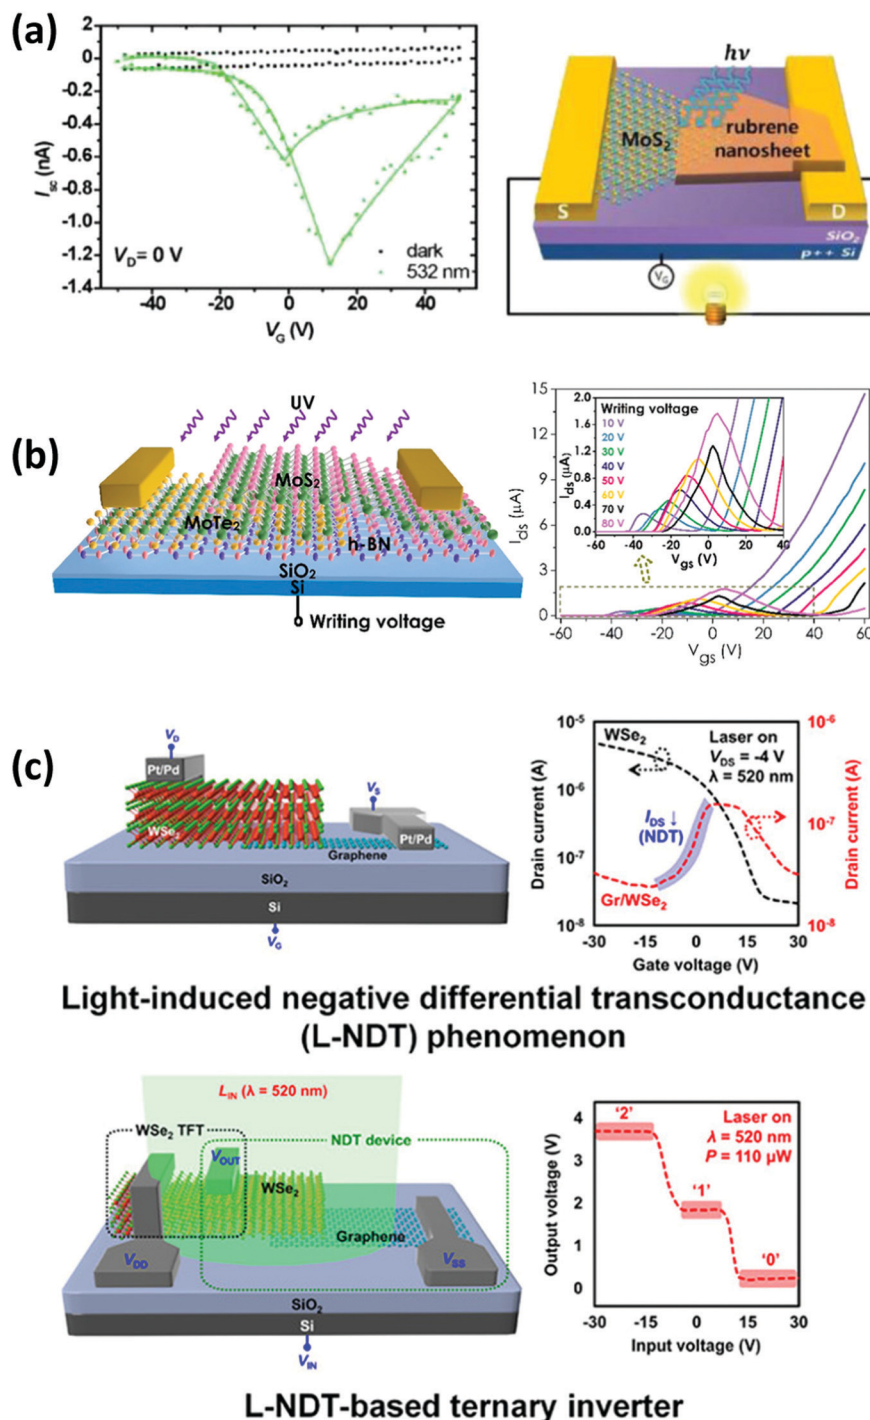 (a)
0
-0.2
-0.4
-0.6
-0.8
-1.0
-1.2
-1.4
I_sc (nA)
V_D= 0 V
dark
532 nm
-40 -20 0 20 40
V_G (V)
hν
MoS₂
rubrene
nanosheet
S
D
SiO₂
p++ Si
V_G
(b)
UV
MoS₂
MoTe₂
h-BN
SiO₂
Si
Writing voltage
15
12
9
6
3
0
I_ds (μA)
-60 -40 -20 0 20 40 60
V_gs (V)
2.0
1.6
1.2
0.8
0.4
0.0
I_ds (μA)
Writing voltage
10 V
20 V
30 V
40 V
50 V
60 V
70 V
80 V
-60 -40 -20 0 20 40
V_gs (V)
(c)
V_D
Pt/Pd
V_S
WSe₂
Pt/Pd
Graphene
SiO₂
Si
V_G
10⁻⁵
10⁻⁶
10⁻⁷
10⁻⁸
Drain current (A)
WSe₂
Laser on
V_DS = -4 V
λ = 520 nm
I_DS ↓
(NDT)
Gr/WSe₂
10⁻⁶
10⁻⁷
10⁻⁸
Drain current (A)
-30 -15 0 15 30
Gate voltage (V)
Light-induced negative differential transconductance
(L-NDT) phenomenon
L_IN (λ = 520 nm)
WSe₂ TFT
NDT device
V_OUT
WSe₂
Graphene
V_DD
V_SS
SiO₂
Si
V_IN
4
3
2
1
0
Output voltage (V)
'2'
Laser on
λ = 520 nm
P = 110 μW
'1'
'0'
-30 -15 0 15 30
Input voltage (V)
L-NDT-based ternary inverter